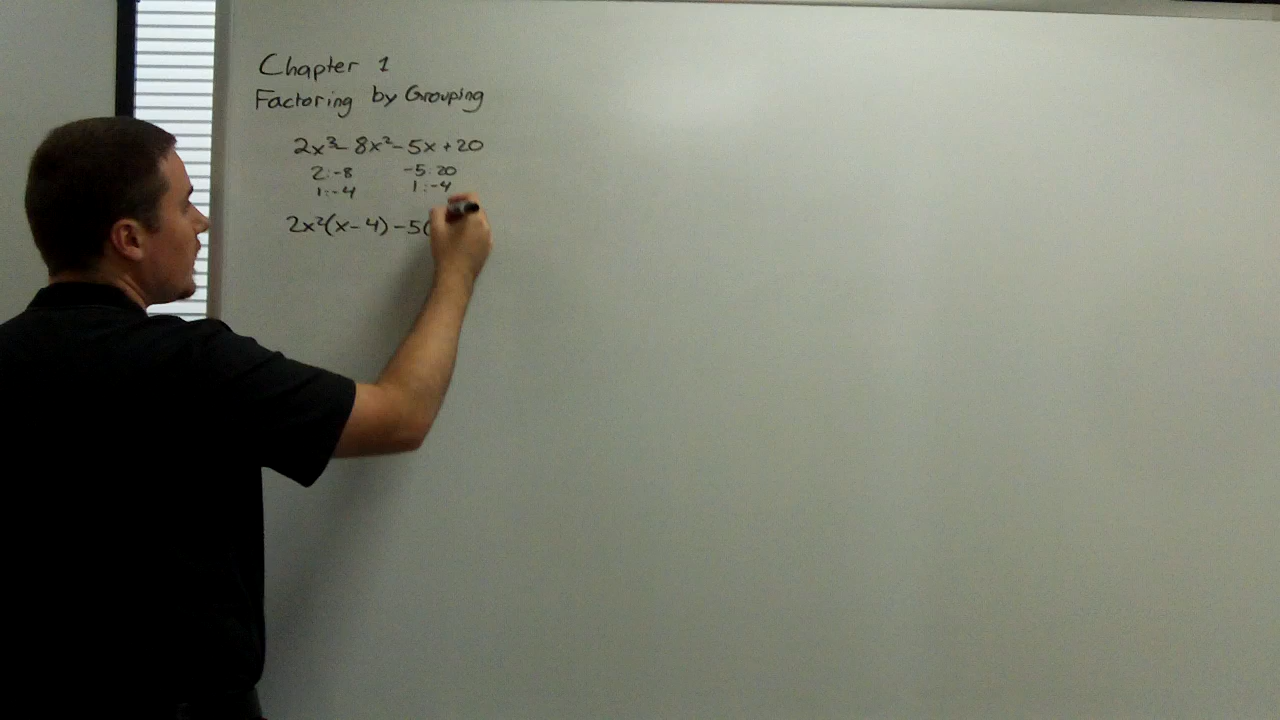 Chapter 1
Factoring by Grouping
2x³-8x²-5x+20
2:-8 -5:20
1:-4 1:-4
2x²(x-4)-5(